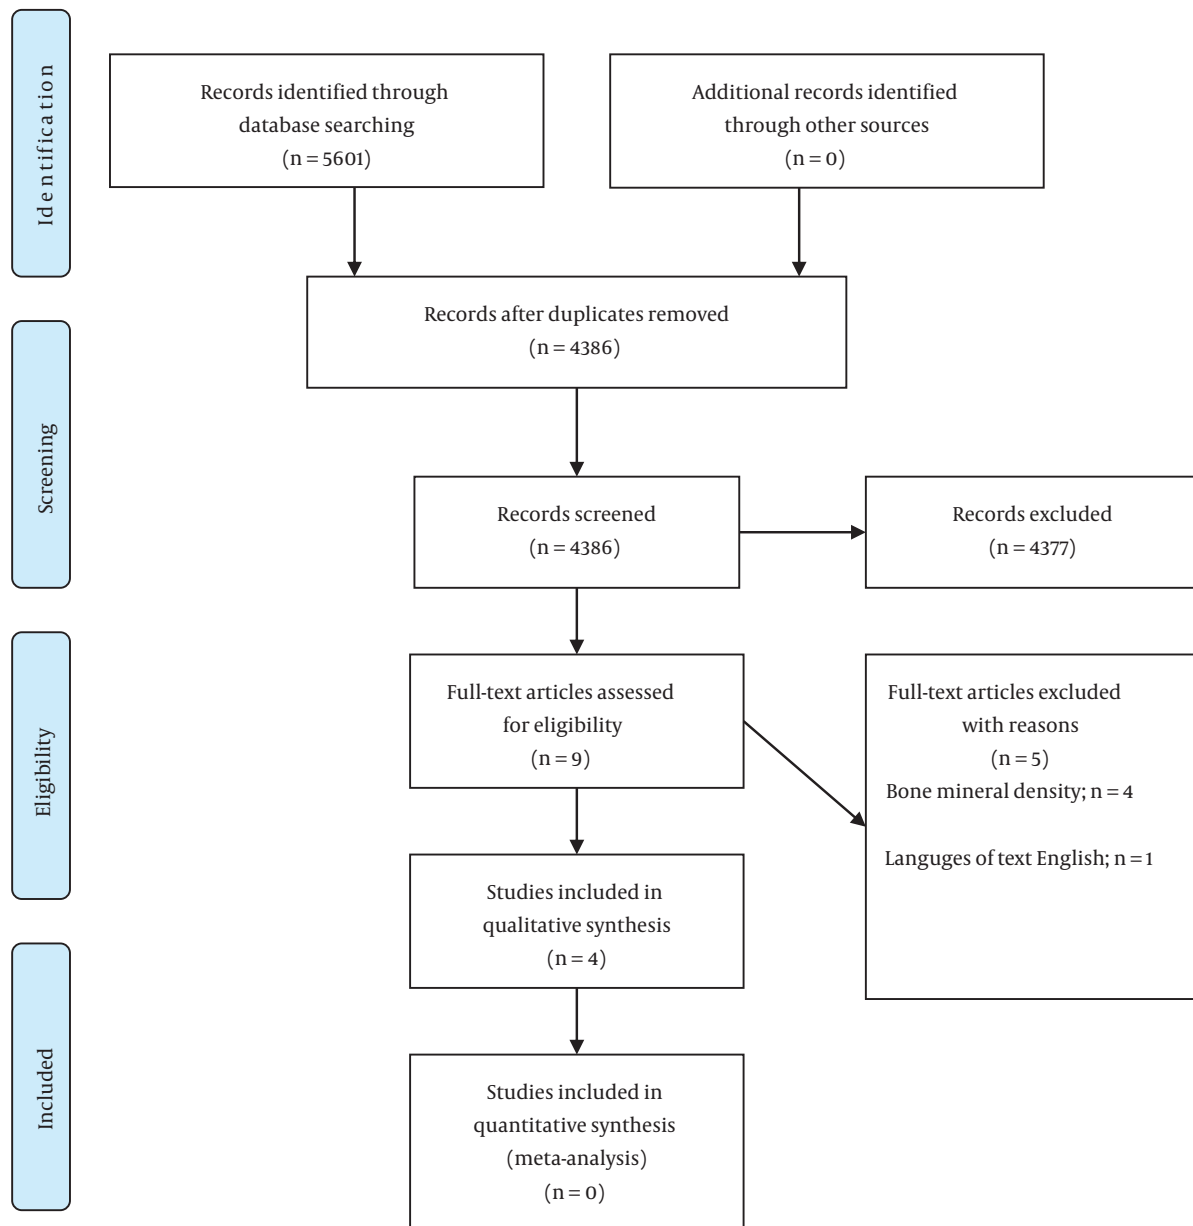 Identification
Records identified through
database searching
(n = 5601)
Additional records identified
through other sources
(n = 0)
Records after duplicates removed
(n = 4386)
Screening
Records screened
(n = 4386)
Records excluded
(n = 4377)
Eligibility
Full-text articles assessed
for eligibility
(n = 9)
Full-text articles excluded
with reasons
(n = 5)
Bone mineral density; n = 4
Languges of text English; n = 1
Studies included in
qualitative synthesis
(n = 4)
Included
Studies included in
quantitative synthesis
(meta-analysis)
(n = 0)